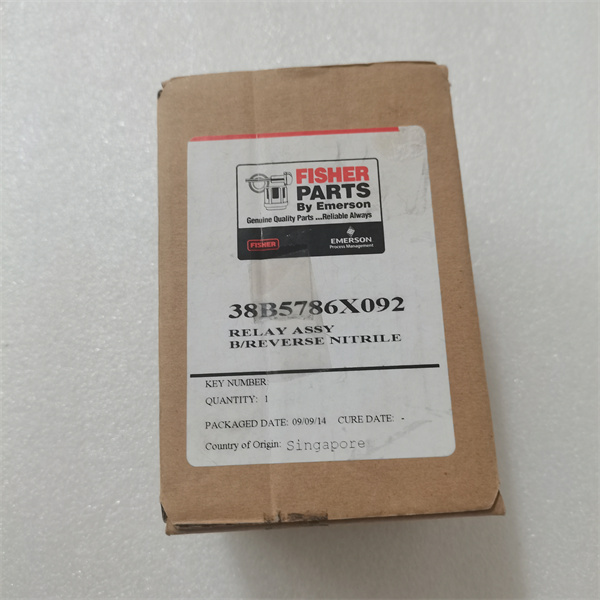 FISHER
PARTS
By Emerson
Genuine Quality Parts ...Reliable Always
FISHER
EMERSON
Process Management
38B5786X092
RELAY ASSY
B/REVERSE NITRILE
KEY NUMBER:
QUANTITY: 1
PACKAGED DATE: 09/09/14 CURE DATE: -
Country of Origin: Singapore